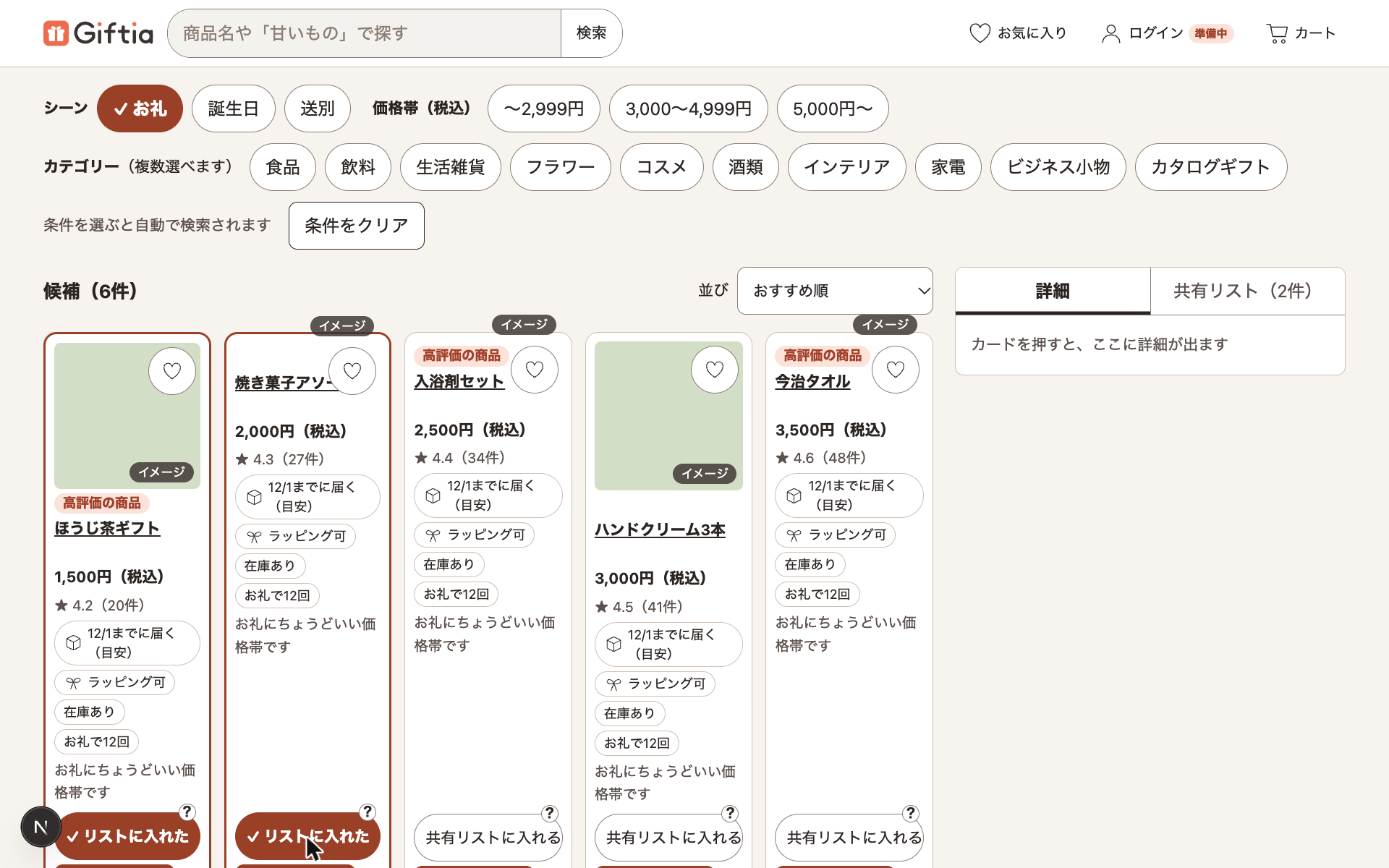 Giftia
商品名や「甘いもの」で探す
検索
お気に入り
ログイン 準備中
カート
シーン
✓ お礼
誕生日
送別
価格帯（税込）
〜2,999円
3,000〜4,999円
5,000円〜
カテゴリー（複数選べます）
食品
飲料
生活雑貨
フラワー
コスメ
酒類
インテリア
家電
ビジネス小物
カタログギフト
条件を選ぶと自動で検索されます
条件をクリア
候補（6件）
並び
おすすめ順
詳細
共有リスト（2件）
カードを押すと、ここに詳細が出ます
イメージ
高評価の商品
ほうじ茶ギフト
1,500円（税込）
★ 4.2（20件）
12/1までに届く
（目安）
ラッピング可
在庫あり
お礼で12回
お礼にちょうどいい価
格帯です
?
✓ リストに入れた
イメージ
焼き菓子アソー
2,000円（税込）
★ 4.3（27件）
12/1までに届く
（目安）
ラッピング可
在庫あり
お礼で12回
お礼にちょうどいい価
格帯です
?
✓ リストに入れた
イメージ
高評価の商品
入浴剤セット
2,500円（税込）
★ 4.4（34件）
12/1までに届く
（目安）
ラッピング可
在庫あり
お礼で12回
お礼にちょうどいい価
格帯です
?
共有リストに入れる
イメージ
ハンドクリーム3本
3,000円（税込）
★ 4.5（41件）
12/1までに届く
（目安）
ラッピング可
在庫あり
お礼で12回
お礼にちょうどいい価
格帯です
?
共有リストに入れる
イメージ
高評価の商品
今治タオル
3,500円（税込）
★ 4.6（48件）
12/1までに届く
（目安）
ラッピング可
在庫あり
お礼で12回
お礼にちょうどいい価
格帯です
?
共有リストに入れる
N